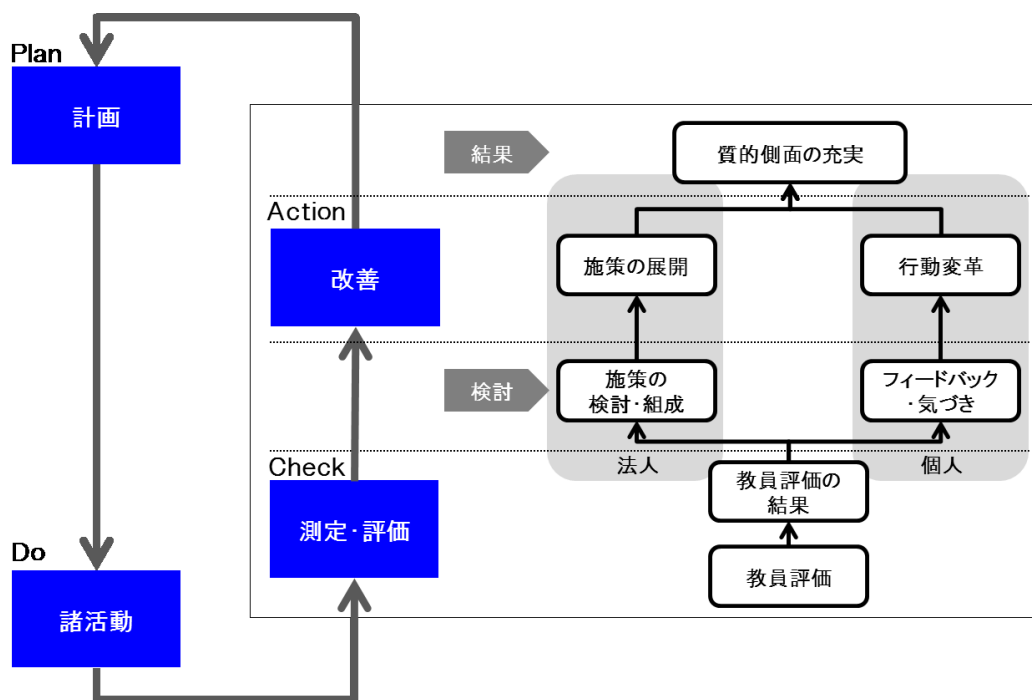 Plan
計画
Do
諸活動
Action
改善
Check
測定・評価
結果
質的側面の充実
施策の展開
行動変革
検討
施策の
検討・組成
フィードバック
・気づき
法人
個人
教員評価の
結果
教員評価